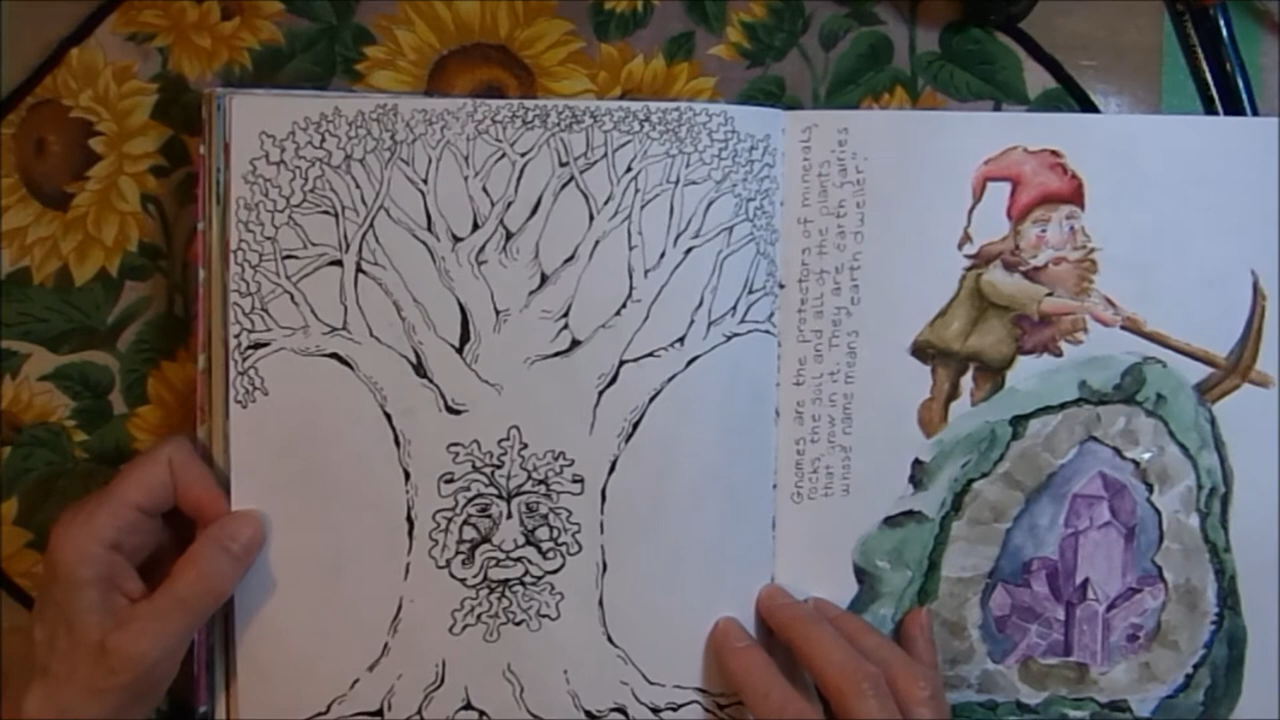 Gnomes are the protectors of minerals,
rocks, the soil and all of the plants
that grow in it. They are earth fairies
whose name means "earth dweller".